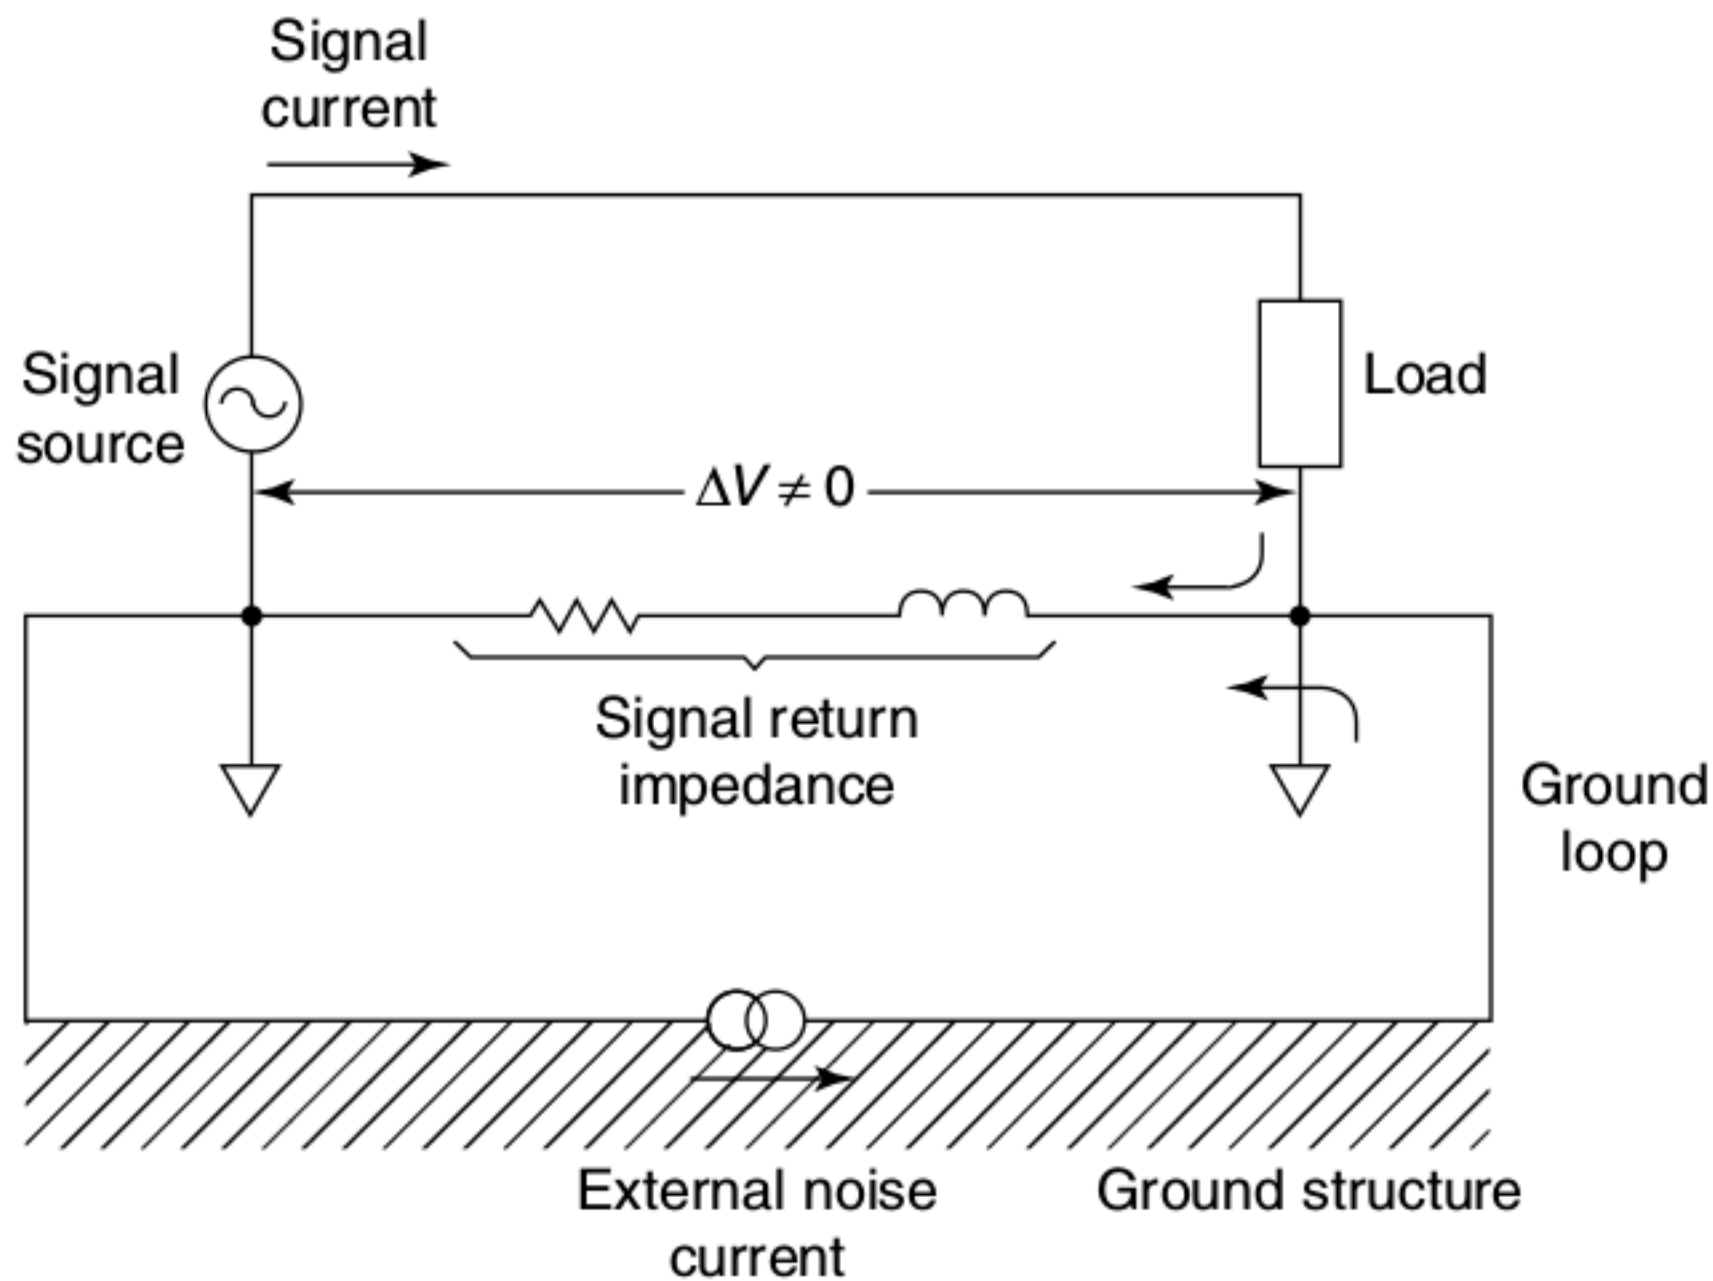 Signal
current
Signal
source
Load
ΔV ≠ 0
Signal return
impedance
Ground
loop
External noise
current
Ground structure